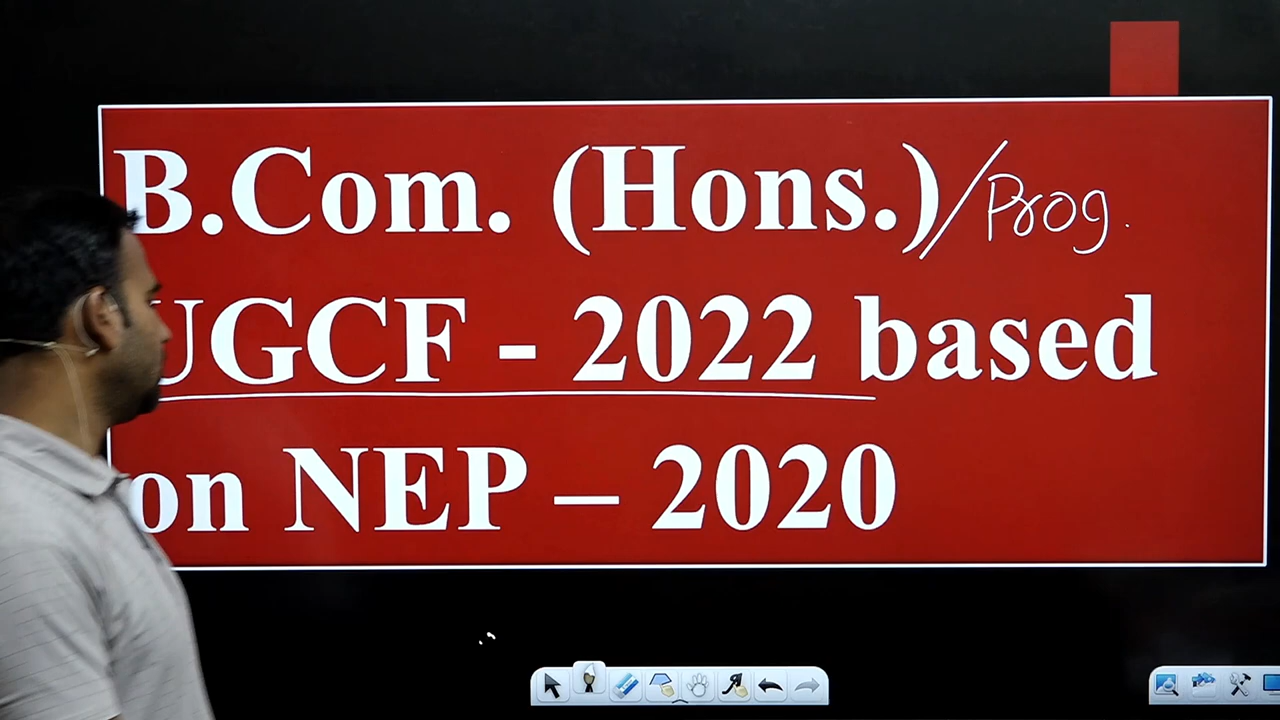 B.Com. (Hons.)/Prog.
UGCF - 2022 based
on NEP – 2020